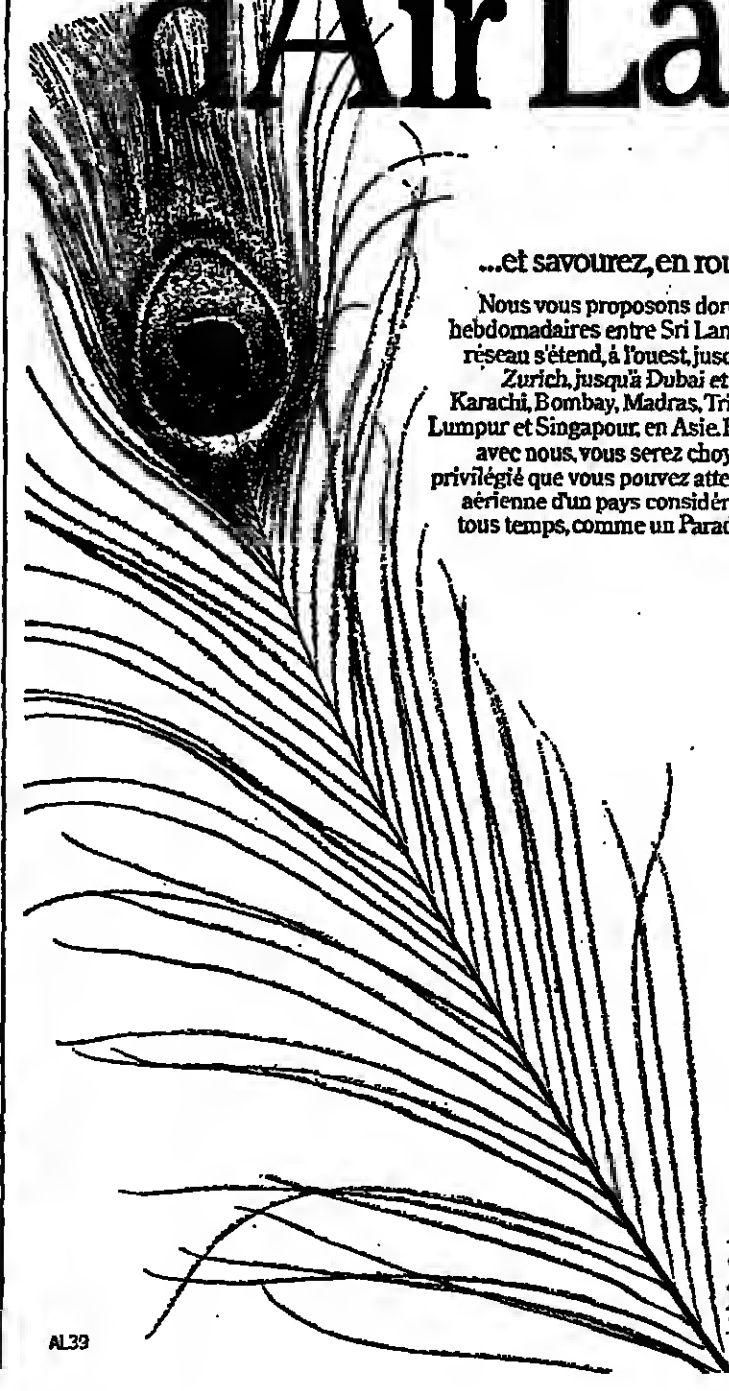 d'Air La
...et savourez, en rou
Nous vous proposons don
hebdomadaires entre Sri Lan
réseau s'étend, à l'ouest, jusq
Zurich, jusqu'à Dubai et
Karachi, Bombay, Madras, Tri
Lumpur et Singapour, en Asie. E
avec nous, vous serez choy
privilégié que vous pouvez atte
aérienne d'un pays considér
tous temps, comme un Parad
AL39